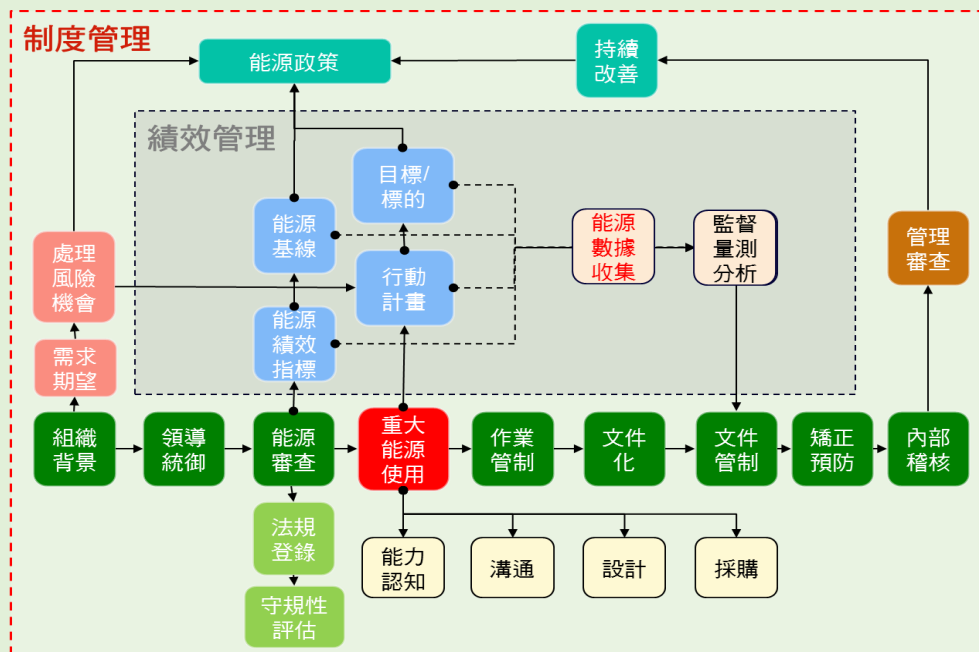 制度管理
能源政策
持續
改善
績效管理
目標/
標的
能源
基線
能源
數據
收集
監督
量測
分析
處理
風險
機會
行動
計畫
管理
審查
能源
績效
指標
需求
期望
組織
背景
領導
統御
能源
審查
重大
能源
使用
作業
管制
文件
化
文件
管制
矯正
預防
內部
稽核
法規
登錄
能力
認知
溝通
設計
採購
守規性
評估